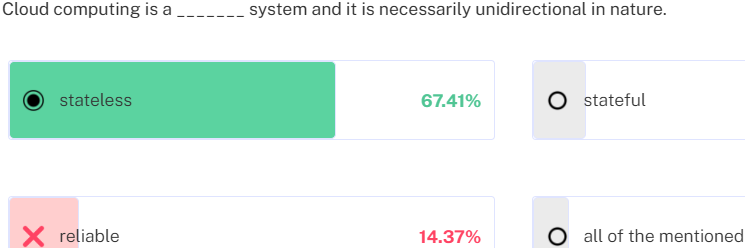 Cloud computing is a _______ system and it is necessarily unidirectional in nature.
stateless 67.41%
stateful
reliable 14.37%
all of the mentioned